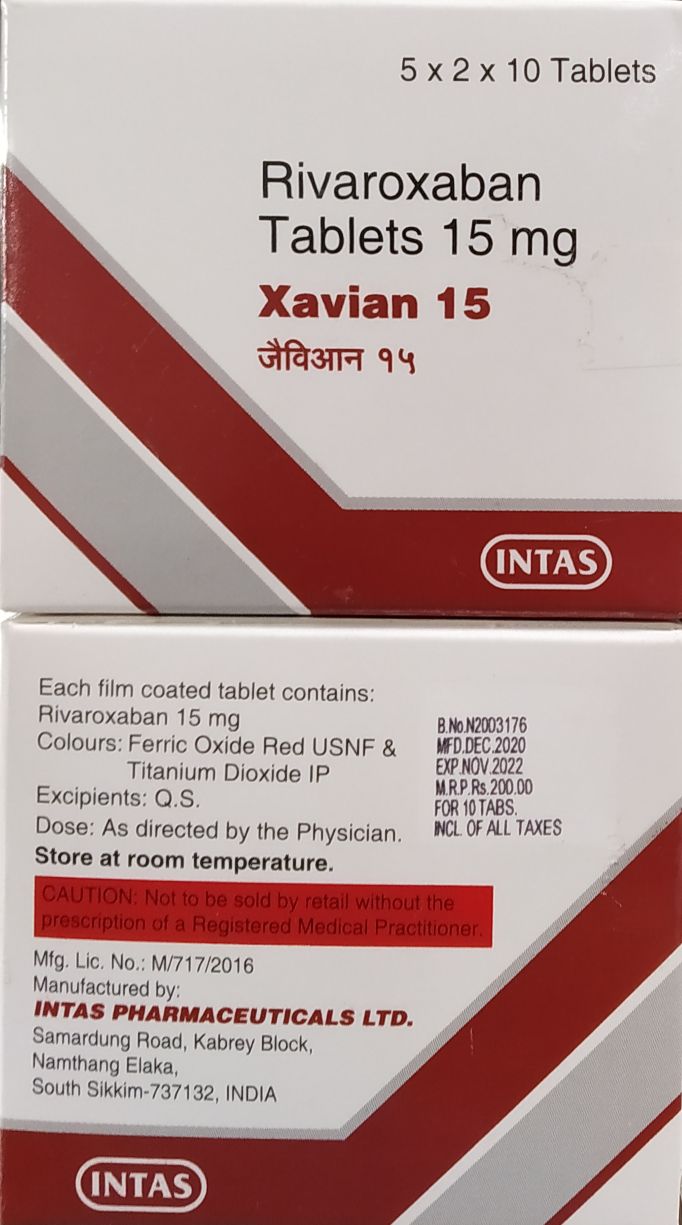 5 x 2 x 10 Tablets
Rivaroxaban
Tablets 15 mg
Xavian 15
जैविआन १५
INTAS
Each film coated tablet contains:
Rivaroxaban 15 mg
Colours: Ferric Oxide Red USNF &
Titanium Dioxide IP
Excipients: Q.S.
Dose: As directed by the Physician.
Store at room temperature.
CAUTION: Not to be sold by retail without the
prescription of a Registered Medical Practitioner.
Mfg. Lic. No.: M/717/2016
Manufactured by:
INTAS PHARMACEUTICALS LTD.
Samardung Road, Kabrey Block,
Namthang Elaka,
South Sikkim-737132, INDIA
B.No.N2003176
MFD.DEC.2020
EXP.NOV.2022
M.R.P.Rs.200.00
FOR 10 TABS.
INCL. OF ALL TAXES
INTAS